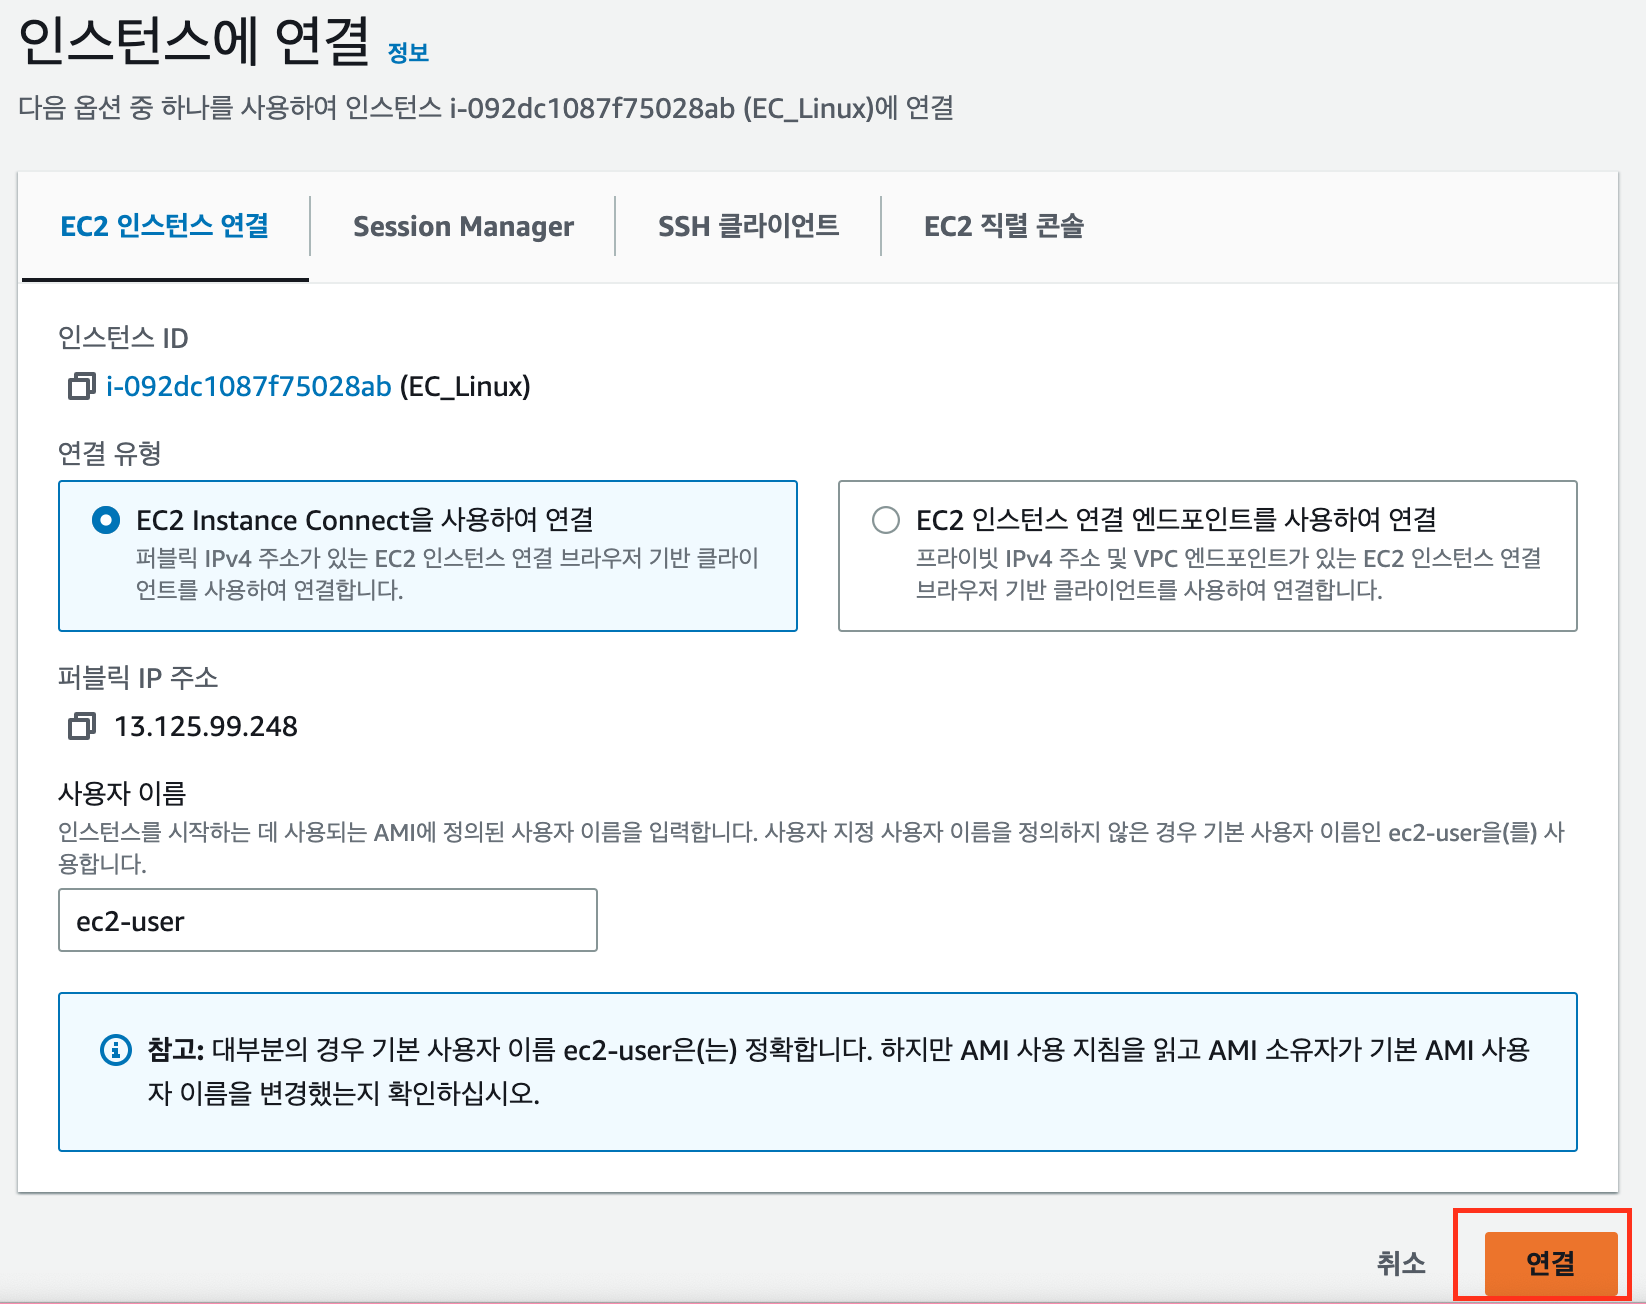 인스턴스에 연결 정보
다음 옵션 중 하나를 사용하여 인스턴스 i-092dc1087f75028ab (EC_Linux)에 연결
EC2 인스턴스 연결
Session Manager
SSH 클라이언트
EC2 직렬 콘솔
인스턴스 ID
i-092dc1087f75028ab (EC_Linux)
연결 유형
EC2 Instance Connect을 사용하여 연결
퍼블릭 IPv4 주소가 있는 EC2 인스턴스 연결 브라우저 기반 클라이
언트를 사용하여 연결합니다.
EC2 인스턴스 연결 엔드포인트를 사용하여 연결
프라이빗 IPv4 주소 및 VPC 엔드포인트가 있는 EC2 인스턴스 연결
브라우저 기반 클라이언트를 사용하여 연결합니다.
퍼블릭 IP 주소
13.125.99.248
사용자 이름
인스턴스를 시작하는 데 사용되는 AMI에 정의된 사용자 이름을 입력합니다. 사용자 지정 사용자 이름을 정의하지 않은 경우 기본 사용자 이름인 ec2-user을(를) 사
용합니다.
ec2-user
참고: 대부분의 경우 기본 사용자 이름 ec2-user은(는) 정확합니다. 하지만 AMI 사용 지침을 읽고 AMI 소유자가 기본 AMI 사용
자 이름을 변경했는지 확인하십시오.
취소
연결